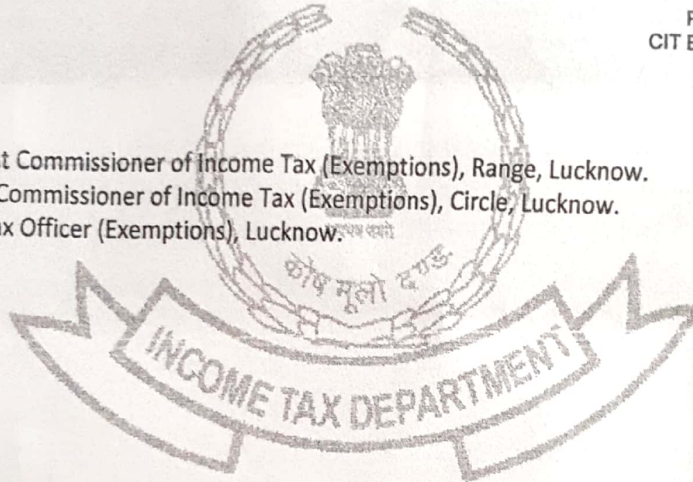 CIT E
t Commissioner of Income Tax (Exemptions), Range, Lucknow.
Commissioner of Income Tax (Exemptions), Circle, Lucknow.
x Officer (Exemptions), Lucknow.
कोष मूलो दण्ड
INCOME TAX DEPARTMENT